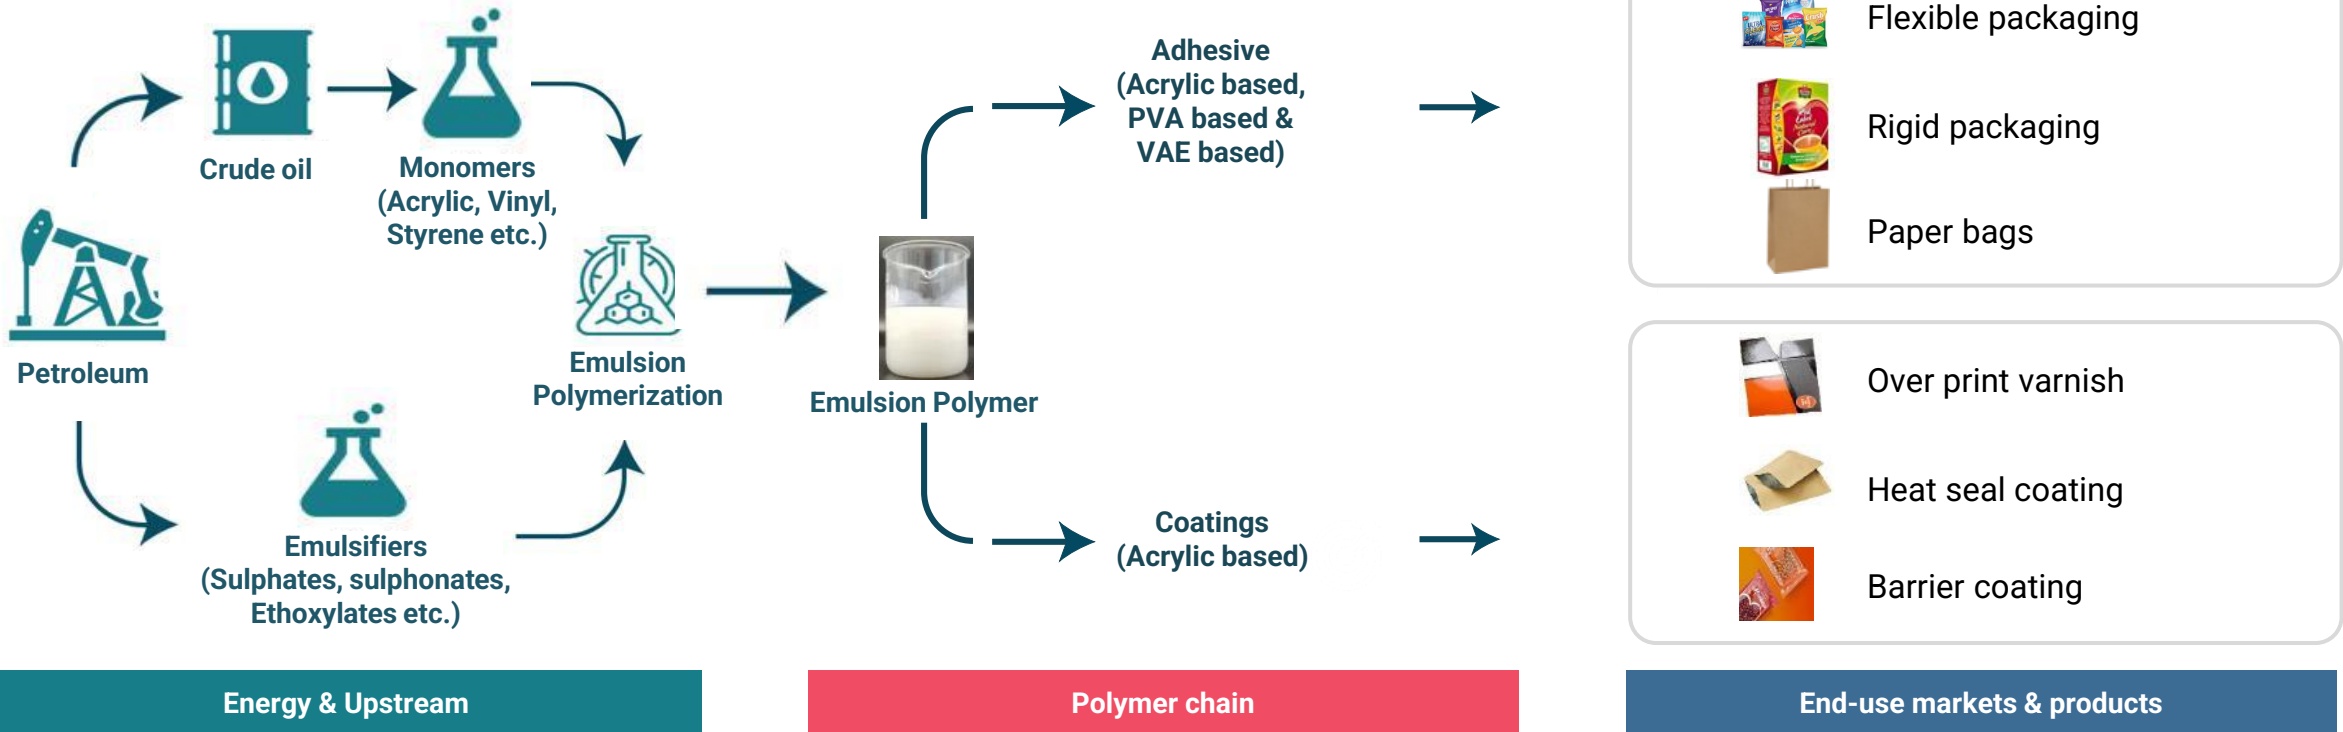 Crude oil
Monomers
(Acrylic, Vinyl,
Styrene etc.)
Petroleum
Emulsion
Polymerization
Emulsifiers
(Sulphates, sulphonates,
Ethoxylates etc.)
Emulsion Polymer
Adhesive
(Acrylic based,
PVA based &
VAE based)
Coatings
(Acrylic based)
Flexible packaging
Rigid packaging
Paper bags
Over print varnish
Heat seal coating
Barrier coating
Energy & Upstream
Polymer chain
End-use markets & products